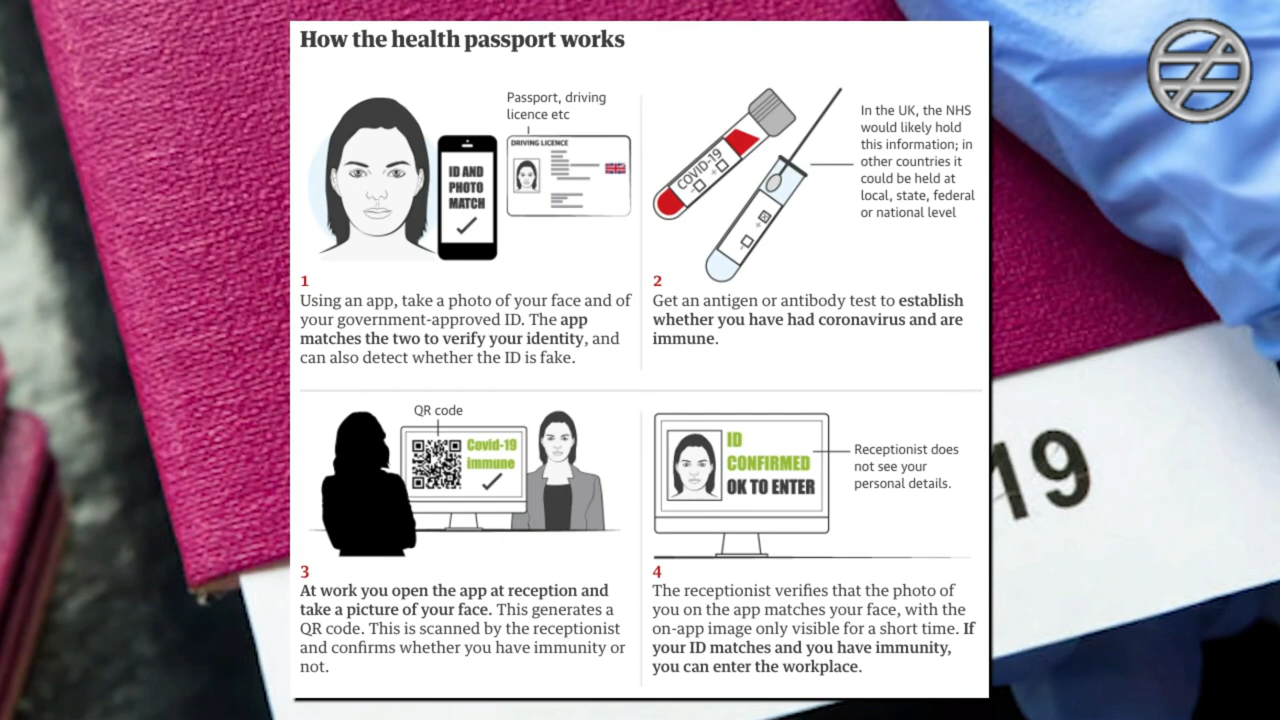 How the health passport works
Passport, driving
licence etc
DRIVING LICENCE
ID AND
PHOTO
MATCH
COVID-19
In the UK, the NHS
would likely hold
this information; in
other countries it
could be held at
local, state, federal
or national level
1
Using an app, take a photo of your face and of
your government-approved ID. The app
matches the two to verify your identity, and
can also detect whether the ID is fake.
2
Get an antigen or antibody test to establish
whether you have had coronavirus and are
immune.
QR code
Covid-19
immune
3
At work you open the app at reception and
take a picture of your face. This generates a
QR code. This is scanned by the receptionist
and confirms whether you have immunity or
not.
ID
CONFIRMED
OK TO ENTER
Receptionist does
not see your
personal details.
4
The receptionist verifies that the photo of
you on the app matches your face, with the
on-app image only visible for a short time. If
your ID matches and you have immunity,
you can enter the workplace.
19